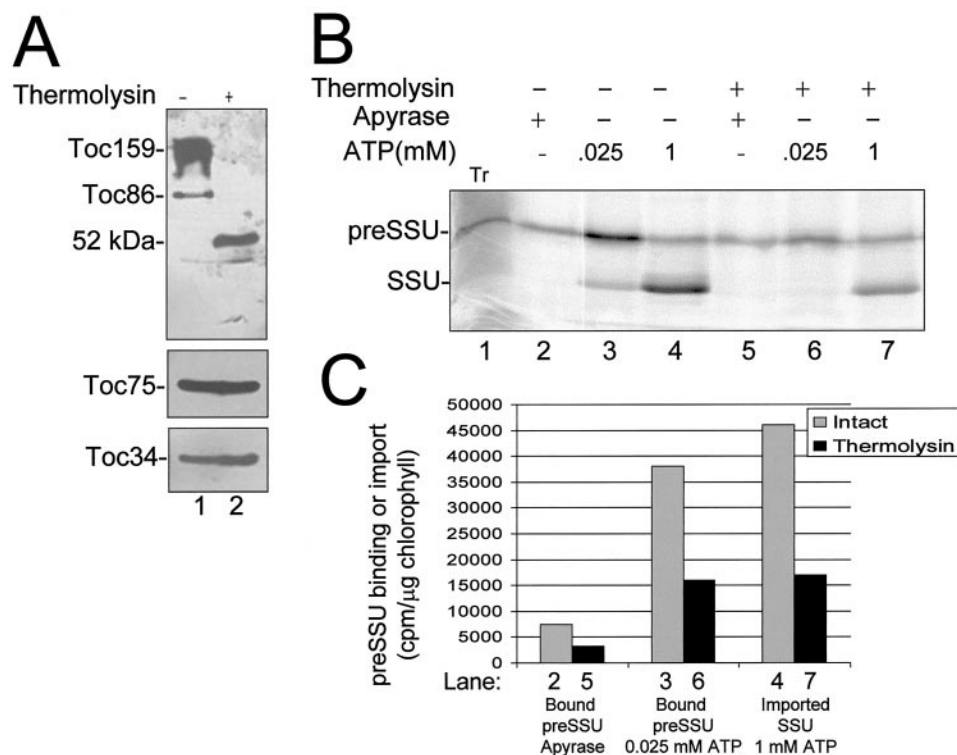 A
Thermolysin - +
Toc159-
Toc86-
52 kDa-
Toc75-
Toc34-
1 2
B
Thermolysin - - - + + +
Apyrase + - - + - -
ATP(mM) - .025 1 - .025 1
Tr
preSSU-
SSU-
1 2 3 4 5 6 7
C
preSSU binding or import
(cpm/µg chlorophyll)
50000
45000
40000
35000
30000
25000
20000
15000
10000
5000
0
Intact
Thermolysin
Lane: 2 5 3 6 4 7
Bound Bound Imported
preSSU preSSU SSU
Apyrase 0.025 mM ATP 1 mM ATP